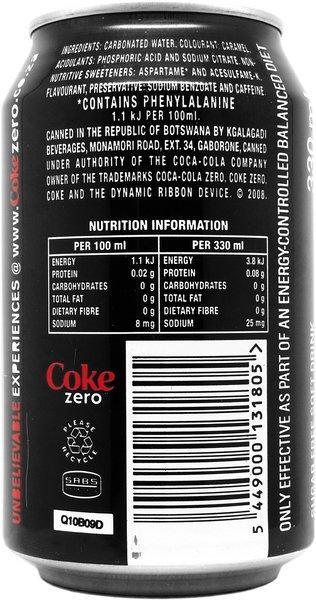 INGREDIENTS: CARBONATED WATER. COLOURANT: CARAMEL.
ACIDULANTS: PHOSPHORIC ACID AND SODIUM CITRATE. NON-
NUTRITIVE SWEETENERS: ASPARTAME* AND ACESULFAME-K.
FLAVOURANT, PRESERVATIVE: SODIUM BENZOATE AND CAFFEINE
*CONTAINS PHENYLALANINE
1.1 kJ PER 100ml.
CANNED IN THE REPUBLIC OF BOTSWANA BY KGALAGADI
BEVERAGES, MONAMORI ROAD, EXT. 34, GABORONE, CANNED
UNDER AUTHORITY OF THE COCA-COLA COMPANY
OWNER OF THE TRADEMARKS COCA-COLA ZERO, COKE ZERO,
COKE AND THE DYNAMIC RIBBON DEVICE. © 2008.
NUTRITION INFORMATION
PER 100 ml
ENERGY 1.1 kJ
PROTEIN 0.02 g
CARBOHYDRATES 0 g
TOTAL FAT 0 g
DIETARY FIBRE 0 g
SODIUM 8 mg
PER 330 ml
ENERGY 3.8 kJ
PROTEIN 0.08 g
CARBOHYDRATES 0 g
TOTAL FAT 0 g
DIETARY FIBRE 0 g
SODIUM 25 mg
Coke
zero
PLEASE
RECYCLE
SABS
Q10B09D
5 449000 131805 >
UNBELIEVABLE EXPERIENCES @ www.Cokezero.co.za
ONLY EFFECTIVE AS PART OF AN ENERGY-CONTROLLED BALANCED DIET
330 ml